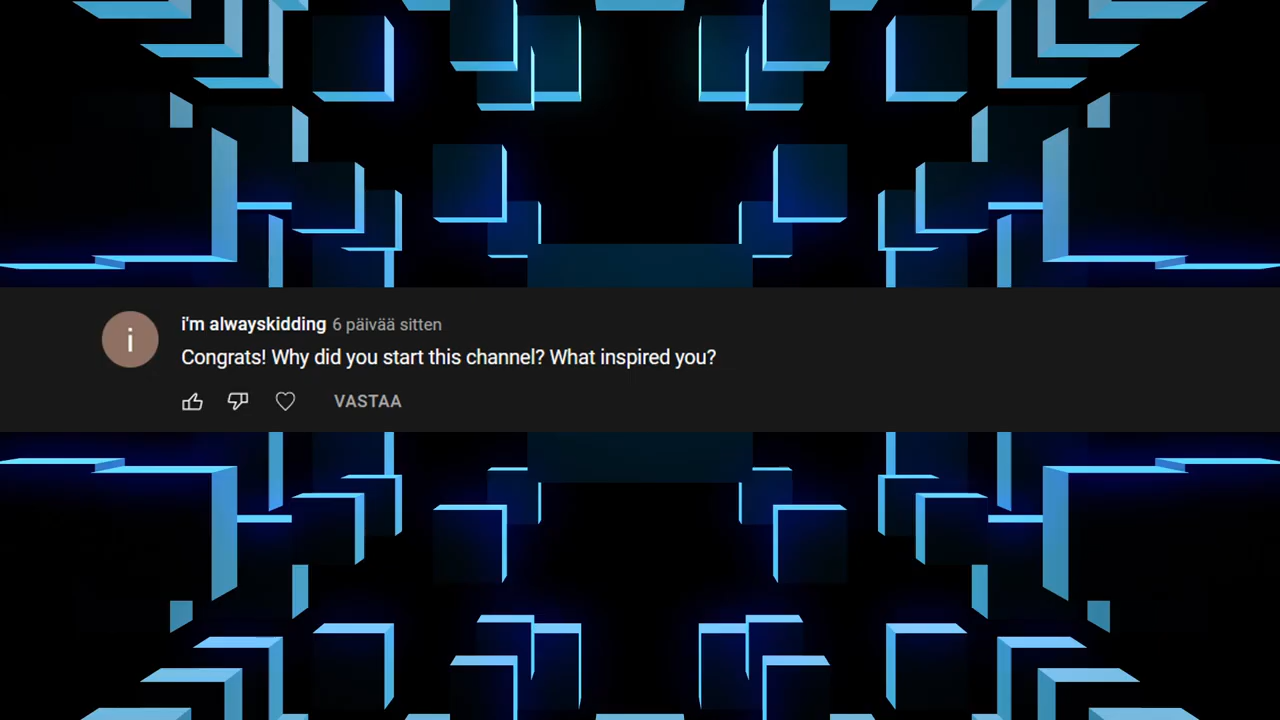 i
i'm alwayskidding 6 päivää sitten
Congrats! Why did you start this channel? What inspired you?
VASTAA